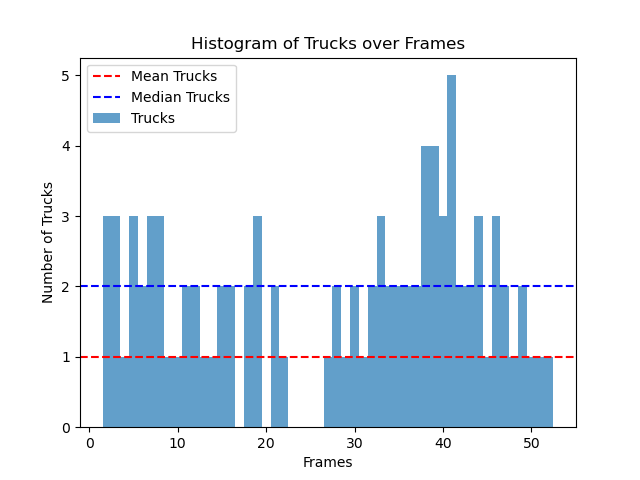 Histogram of Trucks over Frames
Mean Trucks
Median Trucks
Trucks
Number of Trucks
5
4
3
2
1
0
0 10 20 30 40 50
Frames